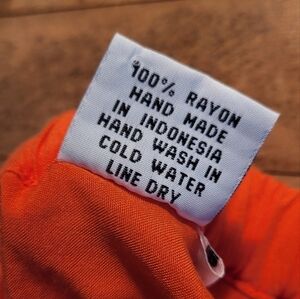 100% RAYON
HAND MADE
IN INDONESIA
HAND WASH IN
COLD WATER
LINE DRY